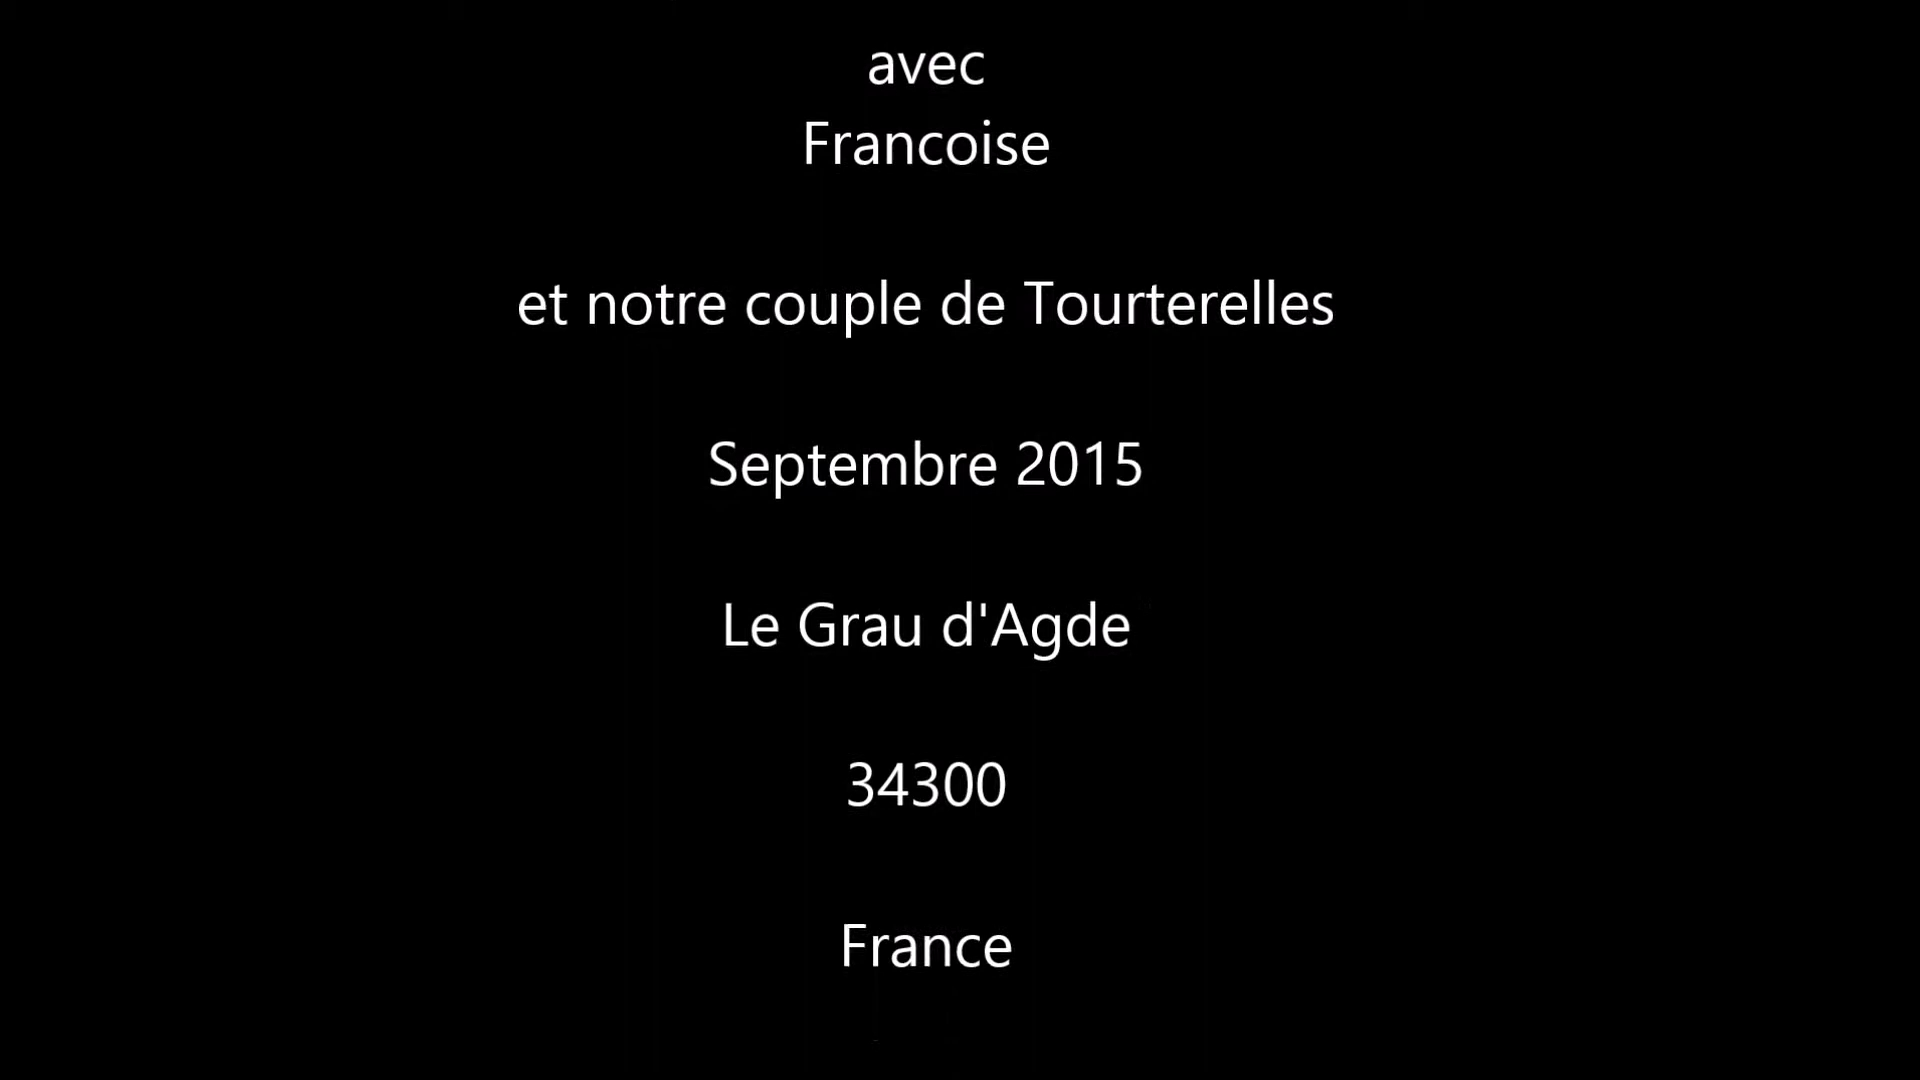 avec
Francoise
et notre couple de Tourterelles
Septembre 2015
Le Grau d'Agde
34300
France